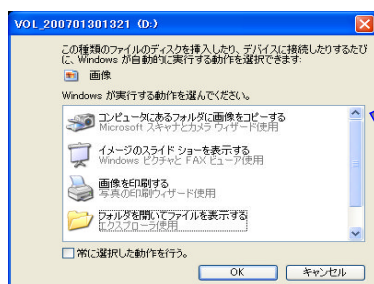 VOL_200701301321 (D:)
この種類のファイルのディスクを挿入したり、デバイスに接続したりするたび
に、Windows が自動的に実行する動作を選択できます:
画像
Windows が実行する動作を選んでください。
コンピュータにあるフォルダに画像をコピーする
Microsoft スキャナとカメラ ウィザード使用
イメージのスライド ショーを表示する
Windows ピクチャと FAX ビューア使用
画像を印刷する
写真の印刷ウィザード使用
フォルダを開いてファイルを表示する
エクスプローラ使用
常に選択した動作を行う。
OK キャンセル